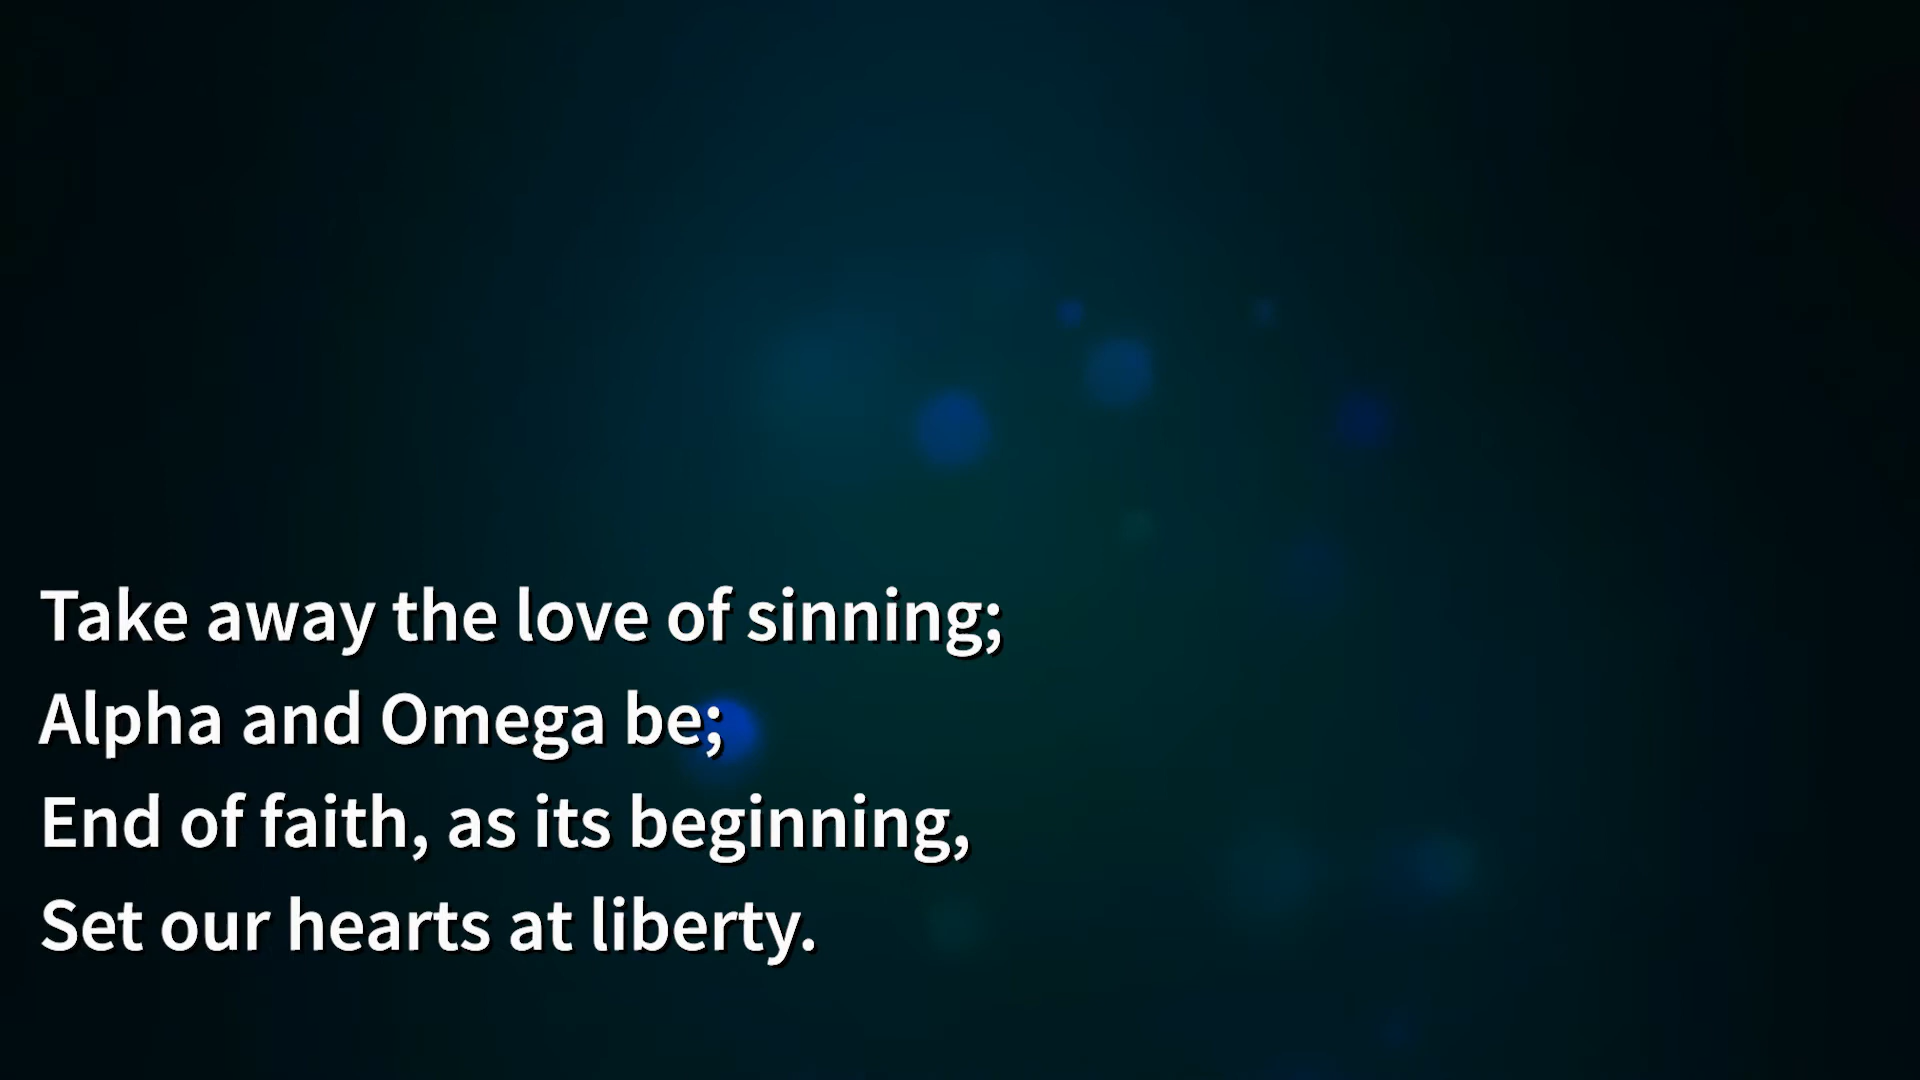 Take away the love of sinning;
Alpha and Omega be;
End of faith, as its beginning,
Set our hearts at liberty.